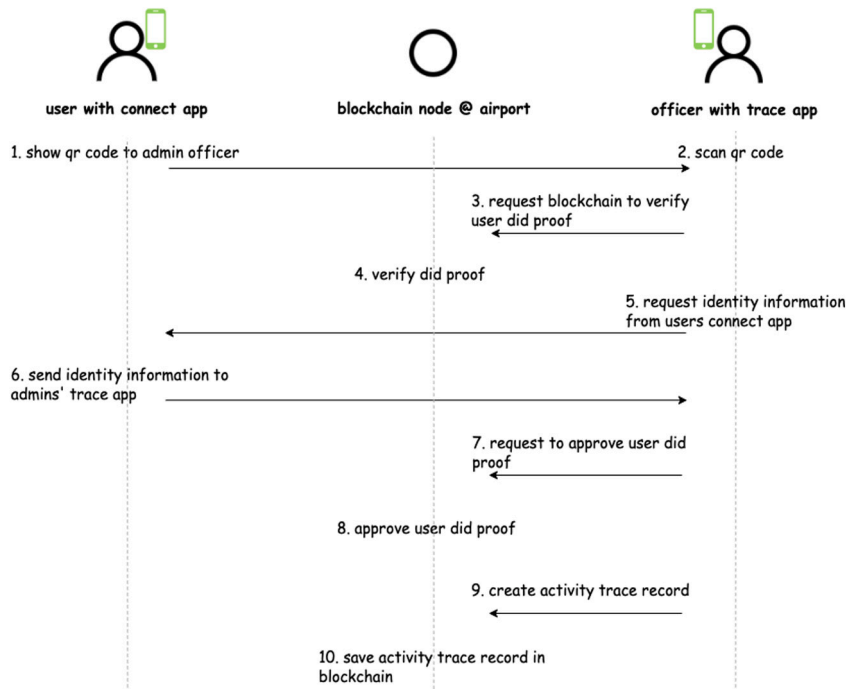 user with connect app
blockchain node @ airport
officer with trace app
1. show qr code to admin officer
2. scan qr code
3. request blockchain to verify
user did proof
4. verify did proof
5. request identity information
from users connect app
6. send identity information to
admins' trace app
7. request to approve user did
proof
8. approve user did proof
9. create activity trace record
10. save activity trace record in
blockchain